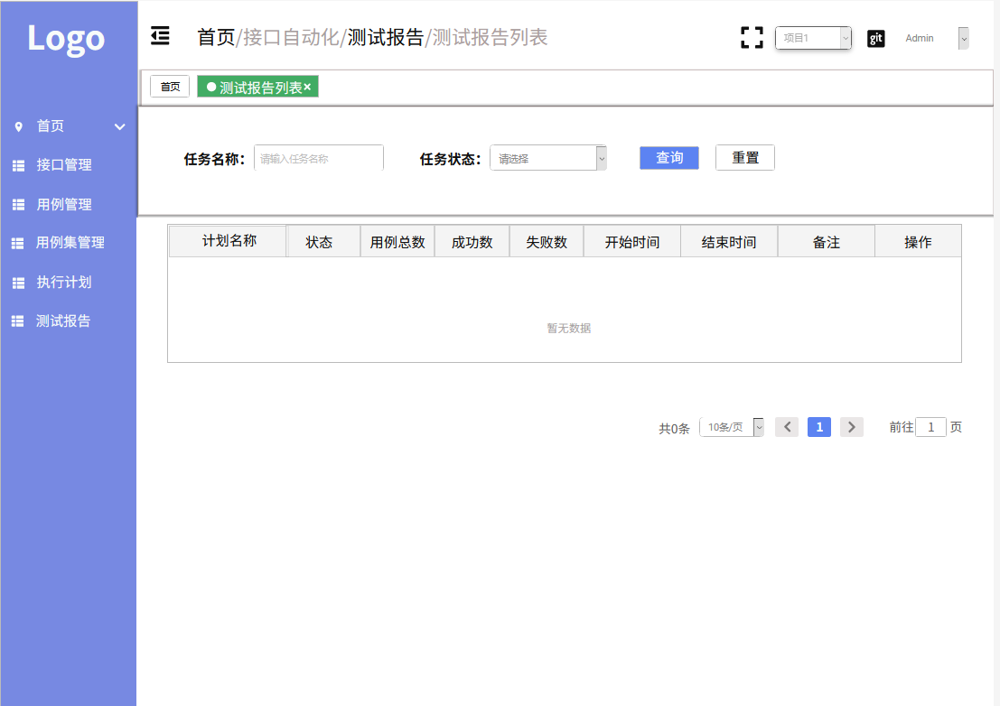 Logo
首页
接口管理
用例管理
用例集管理
执行计划
测试报告
首页/接口自动化/测试报告/测试报告列表
项目1
git
Admin
首页
测试报告列表×
任务名称： 请输入任务名称 任务状态： 请选择 查询 重置
计划名称 状态 用例总数 成功数 失败数 开始时间 结束时间 备注 操作
暂无数据
共0条 10条/页 1 前往 1 页